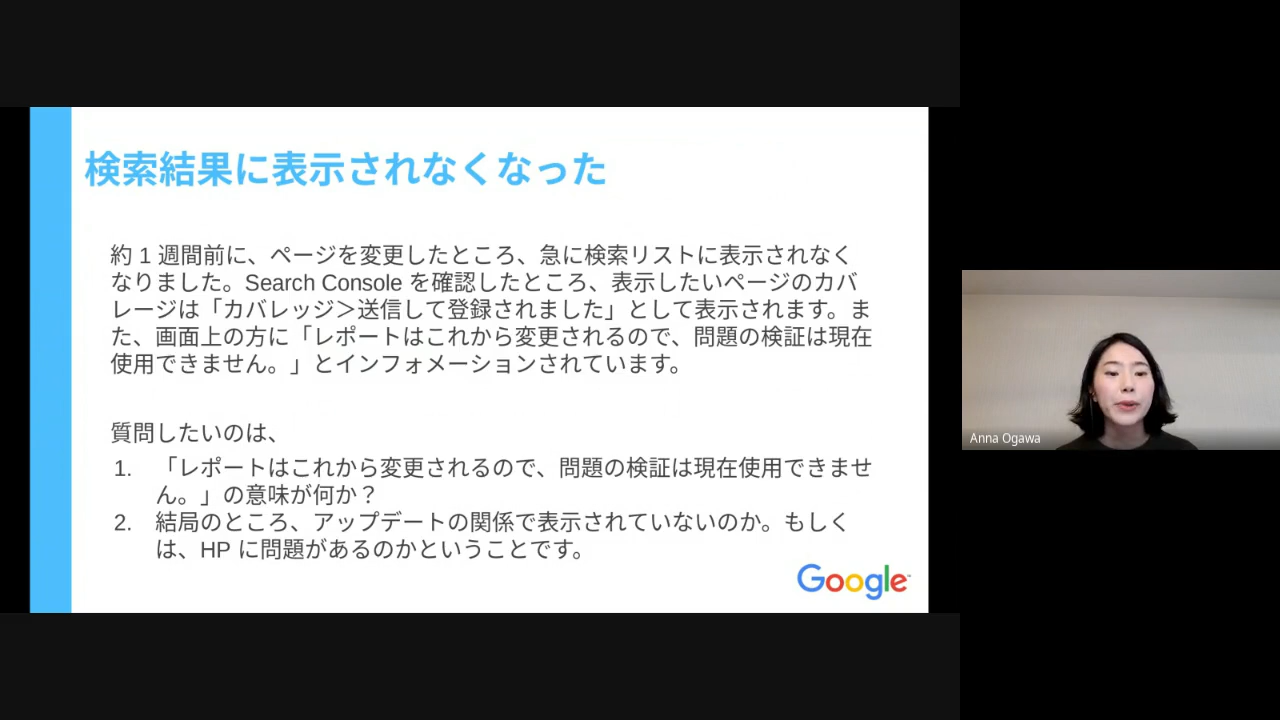 検索結果に表示されなくなった
約 1 週間前に、ページを変更したところ、急に検索リストに表示されなく
なりました。Search Console を確認したところ、表示したいページのカバ
レージは「カバレッジ＞送信して登録されました」として表示されます。ま
た、画面上の方に「レポートはこれから変更されるので、問題の検証は現在
使用できません。」とインフォメーションされています。
質問したいのは、
1. 「レポートはこれから変更されるので、問題の検証は現在使用できませ
ん。」の意味が何か？
2. 結局のところ、アップデートの関係で表示されていないのか。もしく
は、HP に問題があるのかということです。
Google
Anna Ogawa